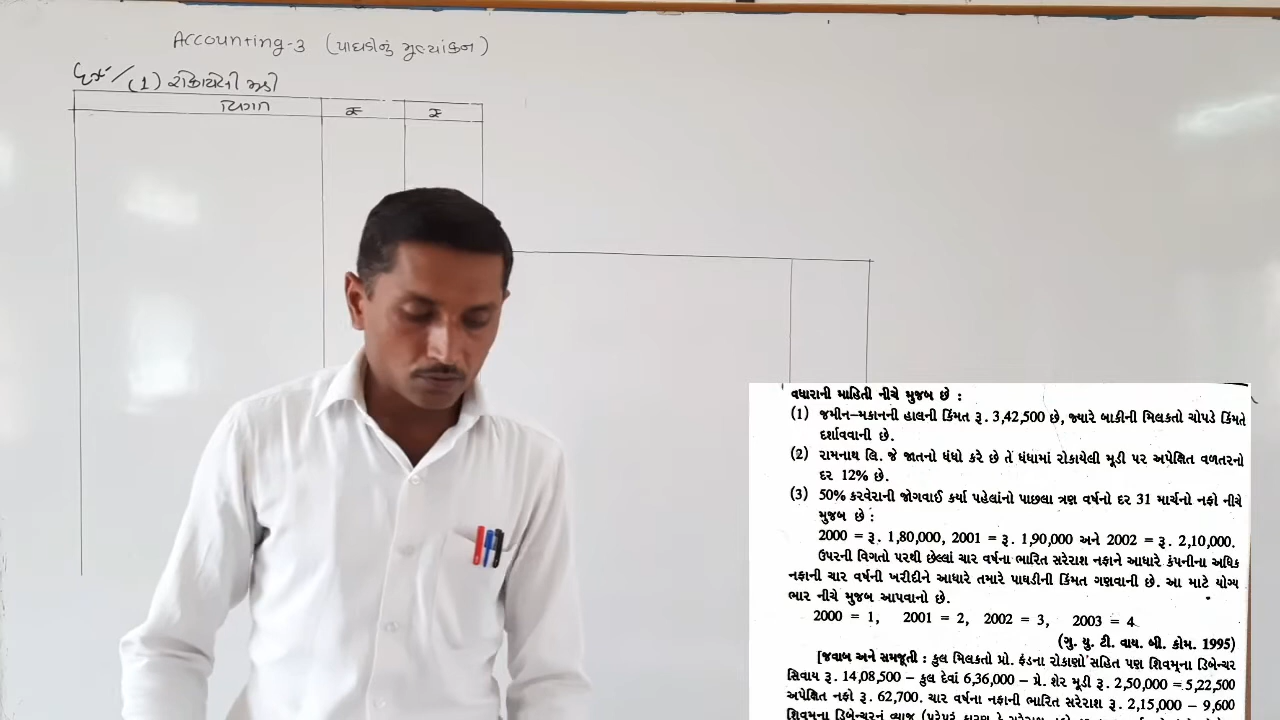 Accounting-3 (પાઘડીનું મૂલ્યાંકન)
(1) રોકાયેલી મૂડી
વિગત ₹ ₹
વધારાની માહિતી નીચે મુજબ છે :
(1) જમીન-મકાનની હાલની કિંમત રૂ. 3,42,500 છે, જ્યારે બાકીની મિલકતો ચોપડે કિંમતે
દર્શાવવાની છે.
(2) રામનાથ લિ. જે જાતનો ધંધો કરે છે તે ધંધામાં રોકાયેલી મૂડી પર અપેક્ષિત વળતરનો
દર 12% છે.
(3) 50% કરવેરાની જોગવાઈ કર્યા પહેલાંનો પાછલા ત્રણ વર્ષનો દર 31 માર્ચનો નફો નીચે
મુજબ છે :
2000 = રૂ. 1,80,000, 2001 = રૂ. 1,90,000 અને 2002 = રૂ. 2,10,000.
ઉપરની વિગતો પરથી છેલ્લાં ચાર વર્ષના ભારિત સરેરાશ નફાને આધારે કંપનીના અધિક
નફાની ચાર વર્ષની ખરીદીને આધારે તમારે પાઘડીની કિંમત ગણવાની છે. આ માટે યોગ્ય
ભાર નીચે મુજબ આપવાનો છે.
2000 = 1, 2001 = 2, 2002 = 3, 2003 = 4
(ગુ. યુ. ટી. વાય. બી. કોમ. 1995)
[જવાબ અને સમજૂતી : કુલ મિલકતો પ્રો. ફંડના રોકાણો સહિત પણ શિવમ્‌ના ડિબેન્ચર
સિવાય રૂ. 14,08,500 – કુલ દેવાં 6,36,000 – પ્રે. શેર મૂડી રૂ. 2,50,000 = 5,22,500
અપેક્ષિત નફો રૂ. 62,700. ચાર વર્ષના નફાની ભારિત સરેરાશ રૂ. 2,15,000 – 9,600
શિવમ્‌ના ડિબેન્ચરનું વ્યાજ